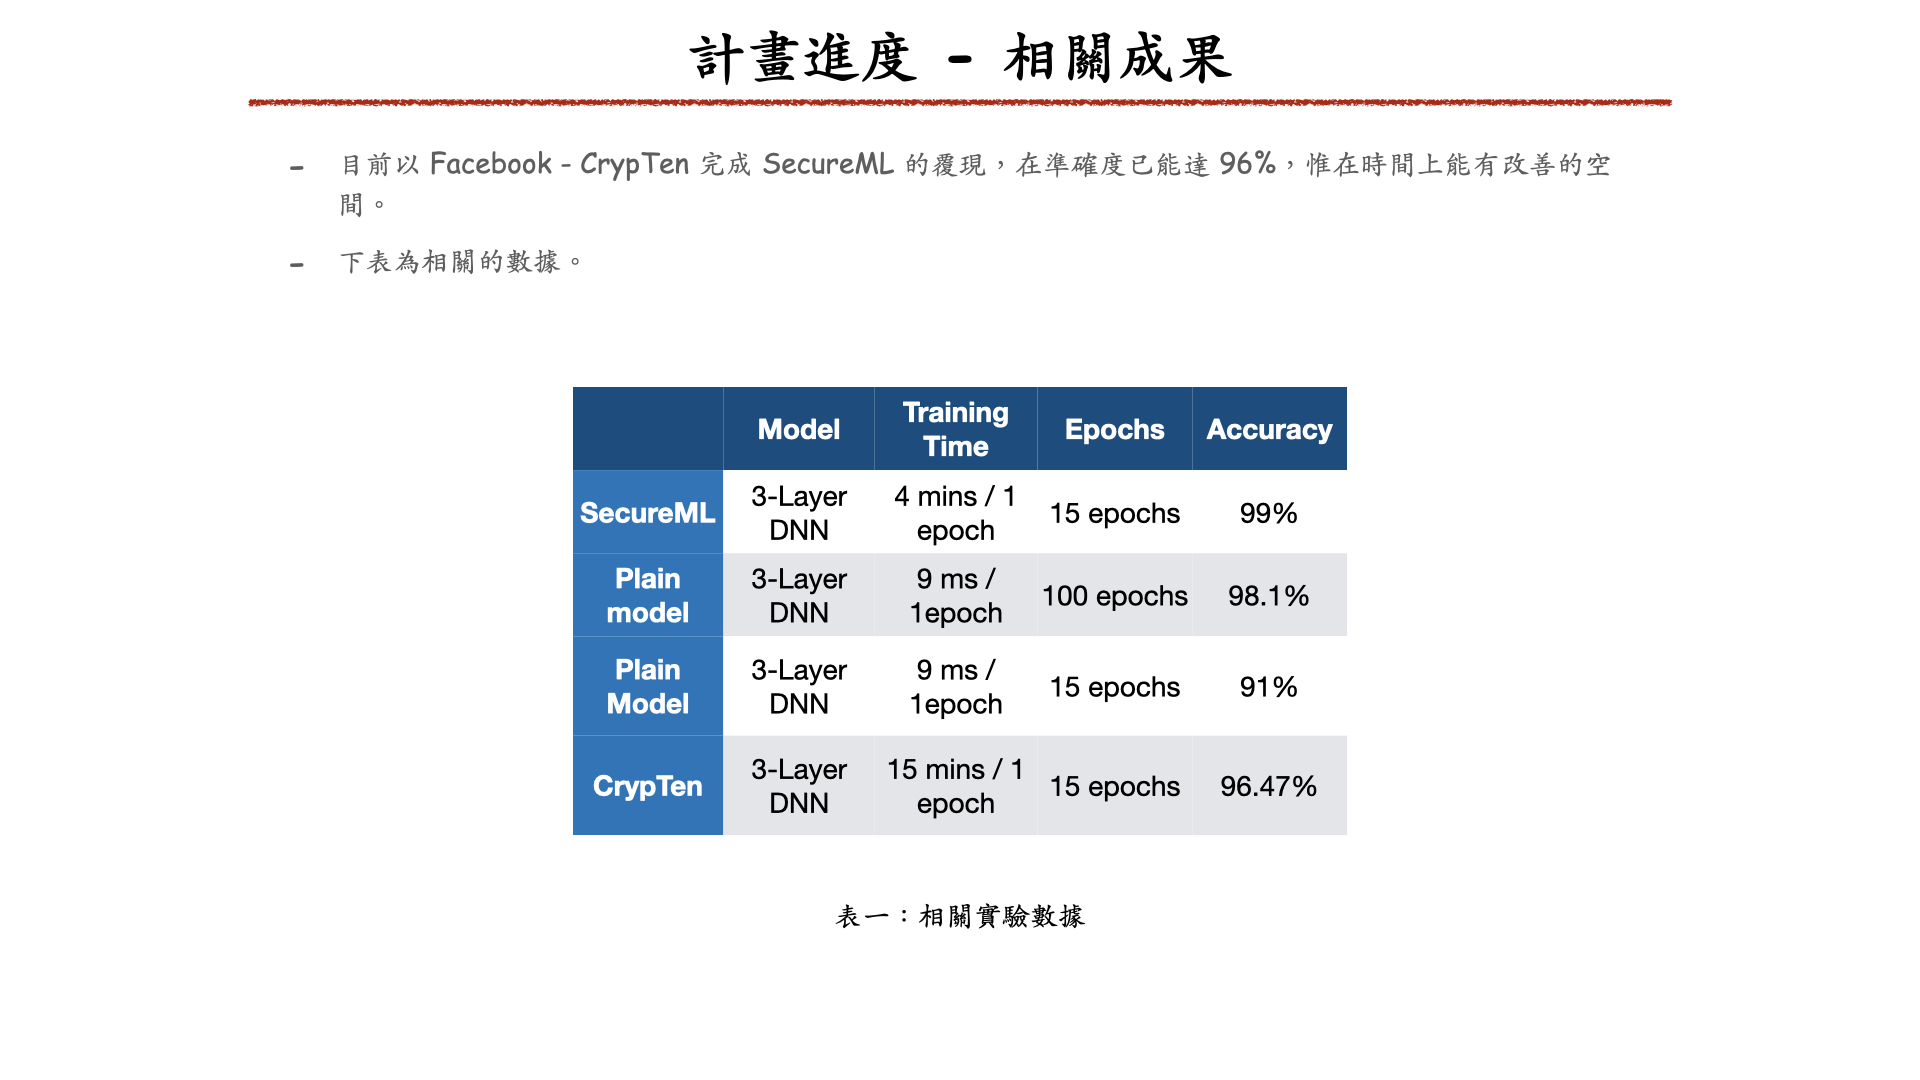 計畫進度 - 相關成果
- 目前以 Facebook - CrypTen 完成 SecureML 的覆現，在準確度已能達 96%，惟在時間上能有改善的空
間。
- 下表為相關的數據。
Model
Training
Time
Epochs
Accuracy
SecureML
3-Layer
DNN
4 mins / 1
epoch
15 epochs
99%
Plain
model
3-Layer
DNN
9 ms /
1epoch
100 epochs
98.1%
Plain
Model
3-Layer
DNN
9 ms /
1epoch
15 epochs
91%
CrypTen
3-Layer
DNN
15 mins / 1
epoch
15 epochs
96.47%
表一：相關實驗數據